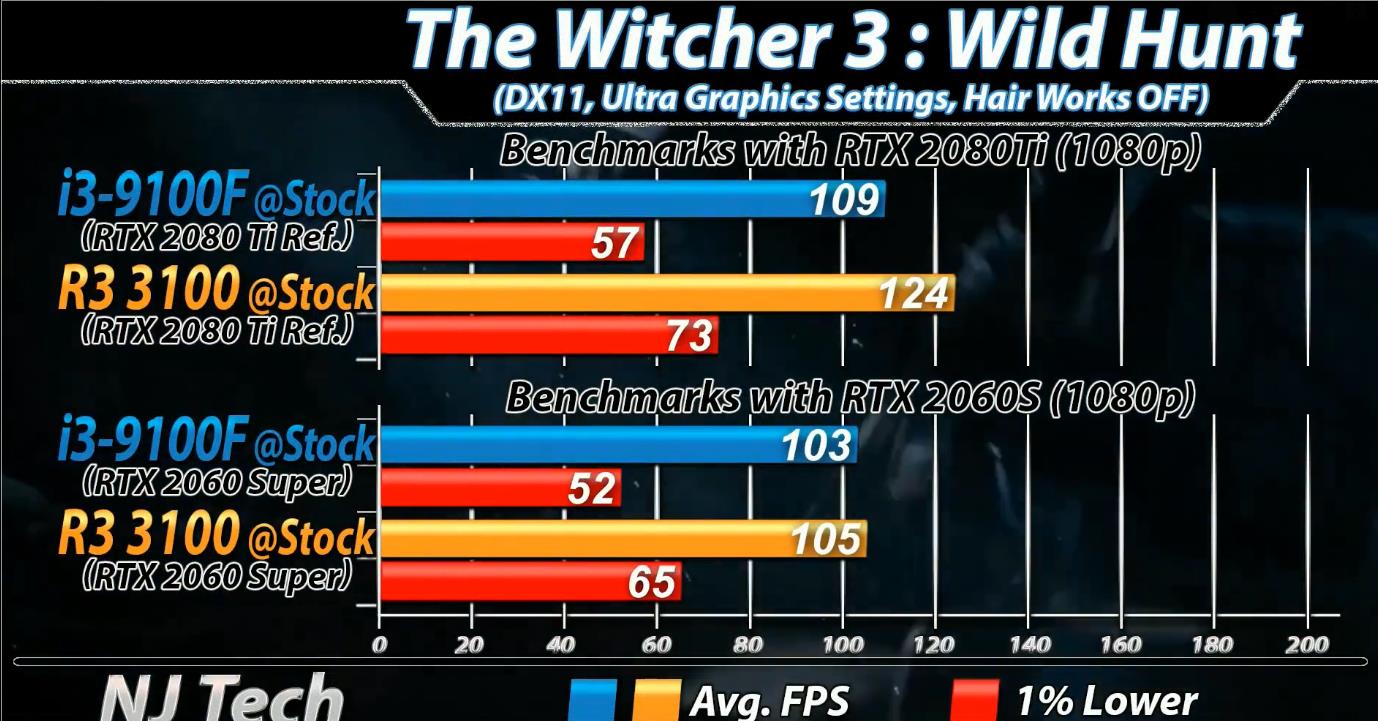 The Witcher 3 : Wild Hunt
(DX11, Ultra Graphics Settings, Hair Works OFF)
Benchmarks with RTX 2080Ti (1080p)
i3-9100F @Stock
109
(RTX 2080 Ti Ref.)
57
R3 3100 @Stock
124
(RTX 2080 Ti Ref.)
73
Benchmarks with RTX 2060S (1080p)
i3-9100F @Stock
103
(RTX 2060 Super)
52
R3 3100 @Stock
105
(RTX 2060 Super)
65
0 20 40 60 80 100 120 140 160 180 200
NJ Tech
Avg. FPS
1% Lower